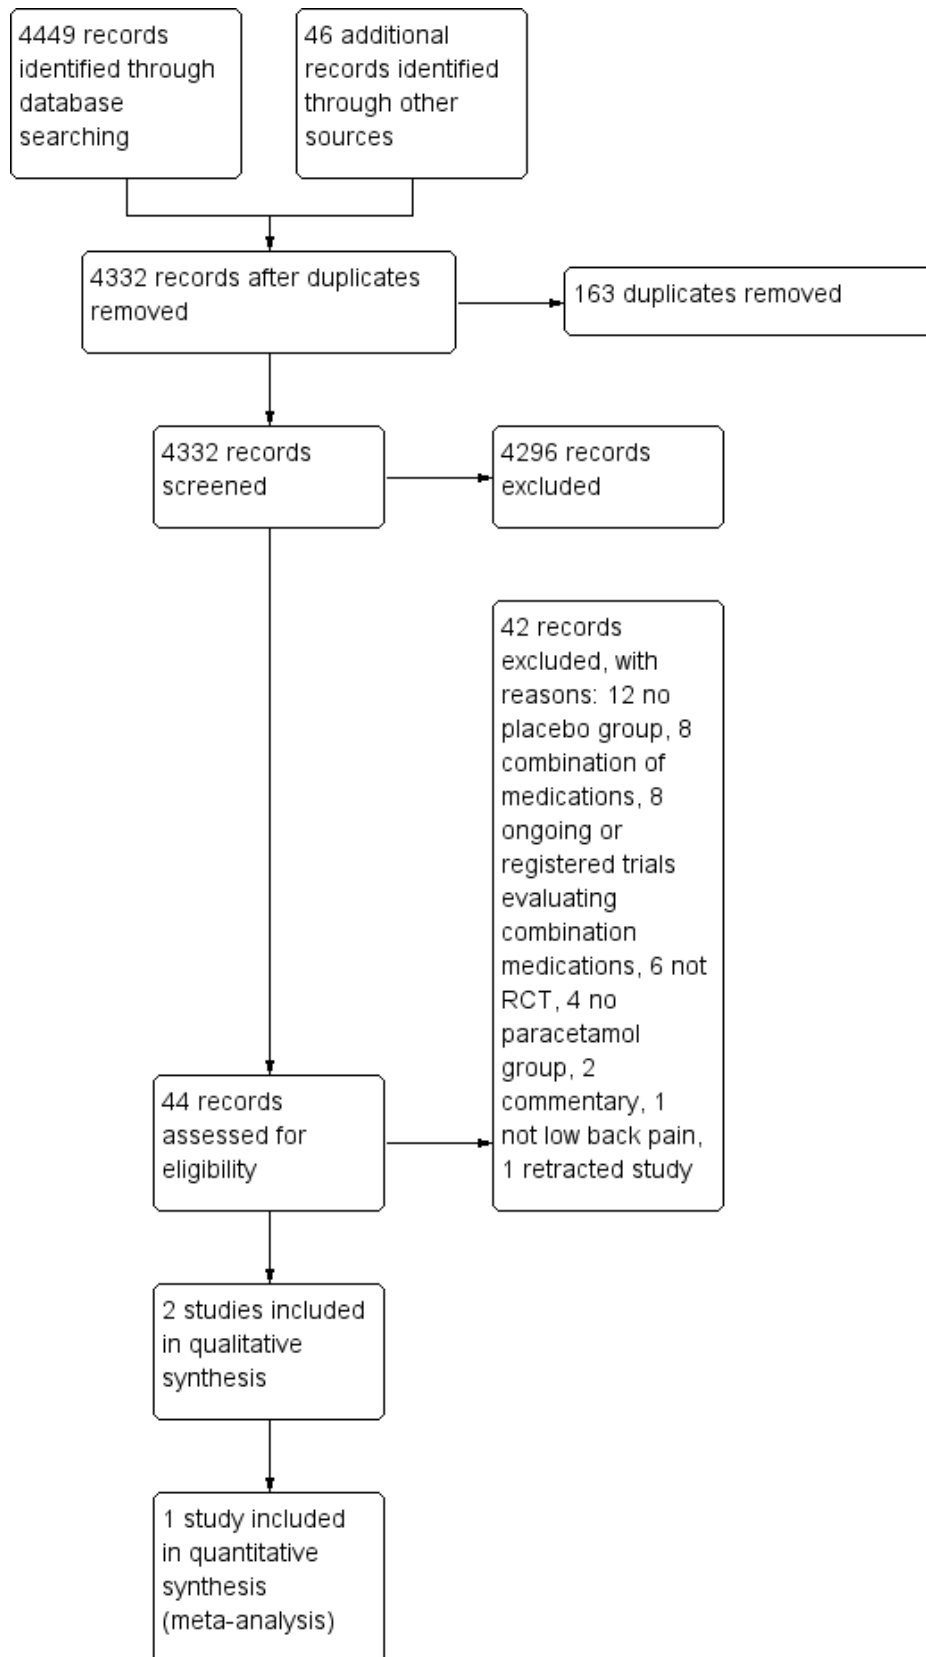 4449 records
identified through
database
searching
46 additional
records identified
through other
sources
4332 records after duplicates
removed
163 duplicates removed
4332 records
screened
4296 records
excluded
42 records
excluded, with
reasons: 12 no
placebo group, 8
combination of
medications, 8
ongoing or
registered trials
evaluating
combination
medications, 6 not
RCT, 4 no
paracetamol
group, 2
commentary, 1
not low back pain,
1 retracted study
44 records
assessed for
eligibility
2 studies included
in qualitative
synthesis
1 study included
in quantitative
synthesis
(meta-analysis)